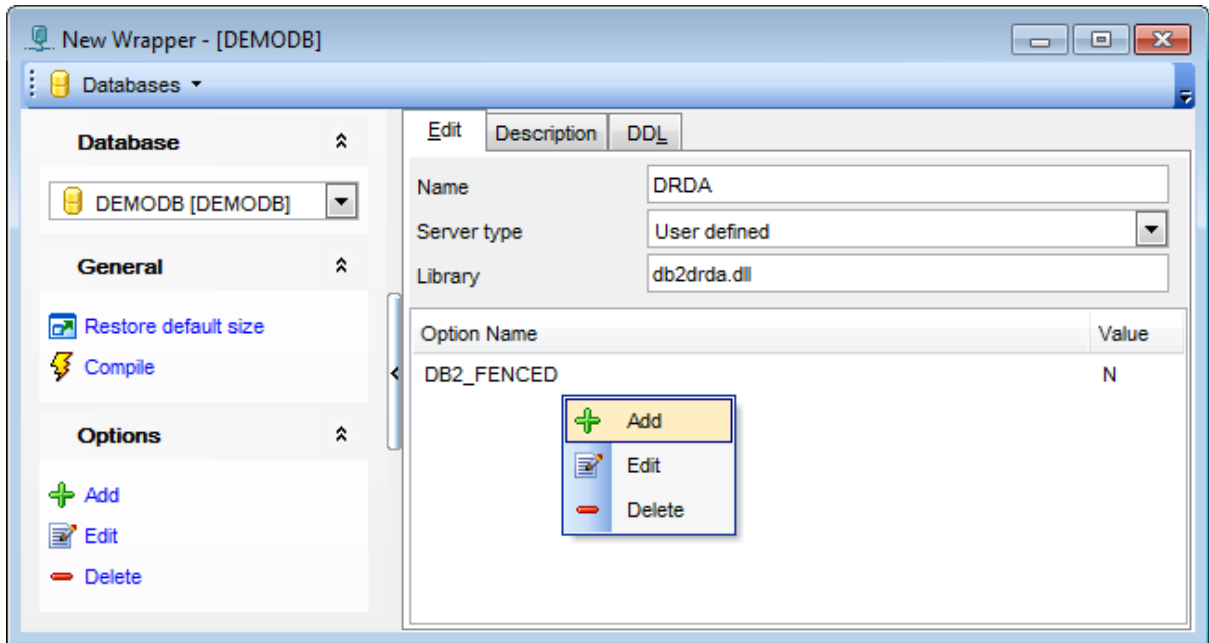 New Wrapper - [DEMODB]
Databases
Database
DEMODB [DEMODB]
General
Restore default size
Compile
Options
Add
Edit
Delete
Edit Description DDL
Name DRDA
Server type User defined
Library db2drda.dll
Option Name Value
DB2_FENCED N
Add
Edit
Delete